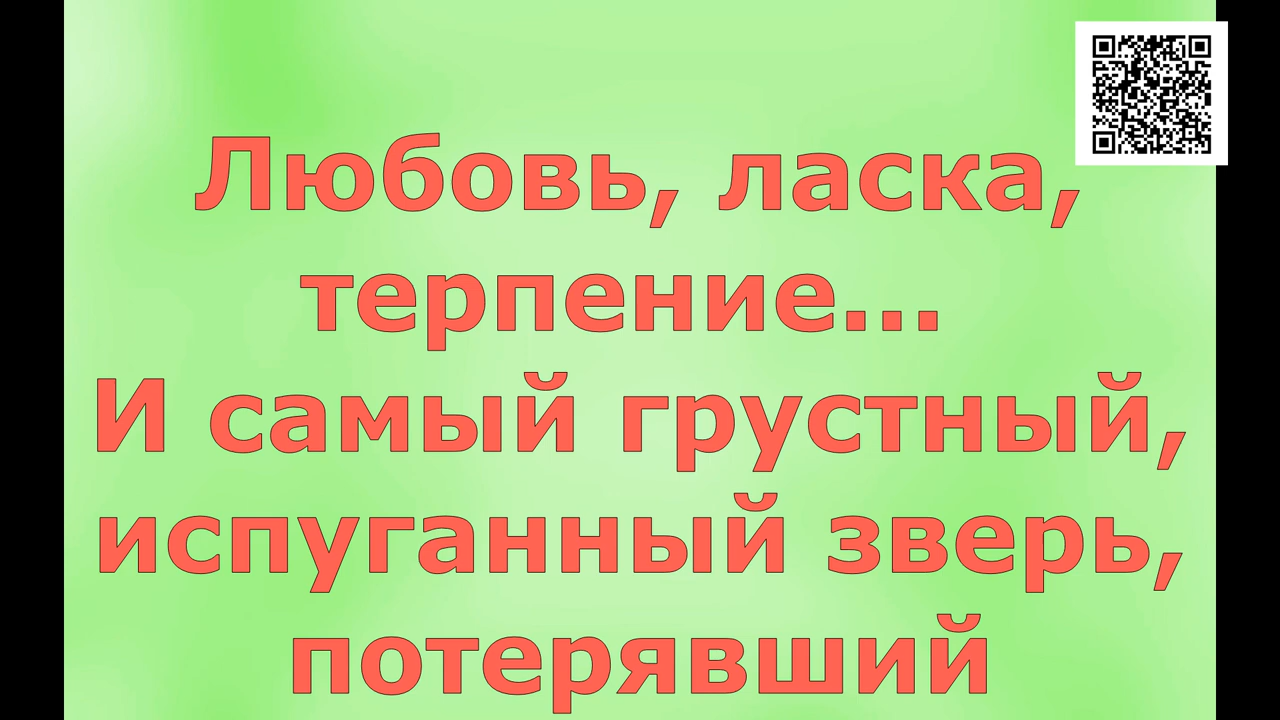 Любовь, ласка,
терпение...
И самый грустный,
испуганный зверь,
потерявший